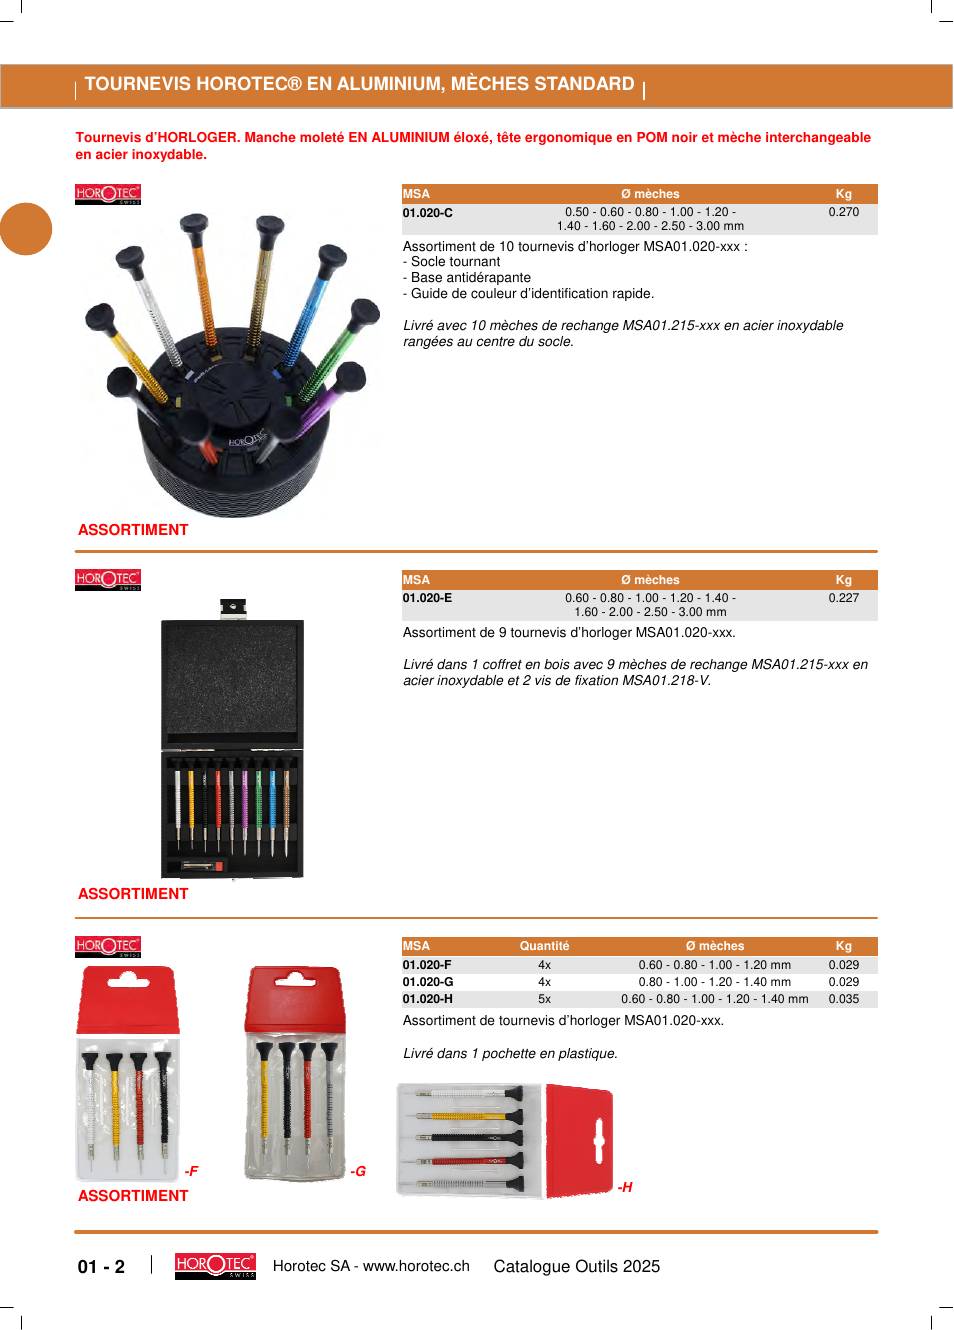 TOURNEVIS HOROTEC® EN ALUMINIUM, MÈCHES STANDARD
Tournevis d'HORLOGER. Manche moleté EN ALUMINIUM éloxé, tête ergonomique en POM noir et mèche interchangeable
en acier inoxydable.
HOROTEC®
SWISS
MSA Ø mèches Kg
01.020-C 0.50 - 0.60 - 0.80 - 1.00 - 1.20 - 0.270
1.40 - 1.60 - 2.00 - 2.50 - 3.00 mm
Assortiment de 10 tournevis d'horloger MSA01.020-xxx :
- Socle tournant
- Base antidérapante
- Guide de couleur d'identification rapide.
Livré avec 10 mèches de rechange MSA01.215-xxx en acier inoxydable
rangées au centre du socle.
HOROTEC
ASSORTIMENT
HOROTEC®
SWISS
MSA Ø mèches Kg
01.020-E 0.60 - 0.80 - 1.00 - 1.20 - 1.40 - 0.227
1.60 - 2.00 - 2.50 - 3.00 mm
Assortiment de 9 tournevis d'horloger MSA01.020-xxx.
Livré dans 1 coffret en bois avec 9 mèches de rechange MSA01.215-xxx en
acier inoxydable et 2 vis de fixation MSA01.218-V.
ASSORTIMENT
HOROTEC®
SWISS
MSA Quantité Ø mèches Kg
01.020-F 4x 0.60 - 0.80 - 1.00 - 1.20 mm 0.029
01.020-G 4x 0.80 - 1.00 - 1.20 - 1.40 mm 0.029
01.020-H 5x 0.60 - 0.80 - 1.00 - 1.20 - 1.40 mm 0.035
Assortiment de tournevis d'horloger MSA01.020-xxx.
Livré dans 1 pochette en plastique.
-F
-G
-H
ASSORTIMENT
01 - 2
HOROTEC®
SWISS
Horotec SA - www.horotec.ch Catalogue Outils 2025